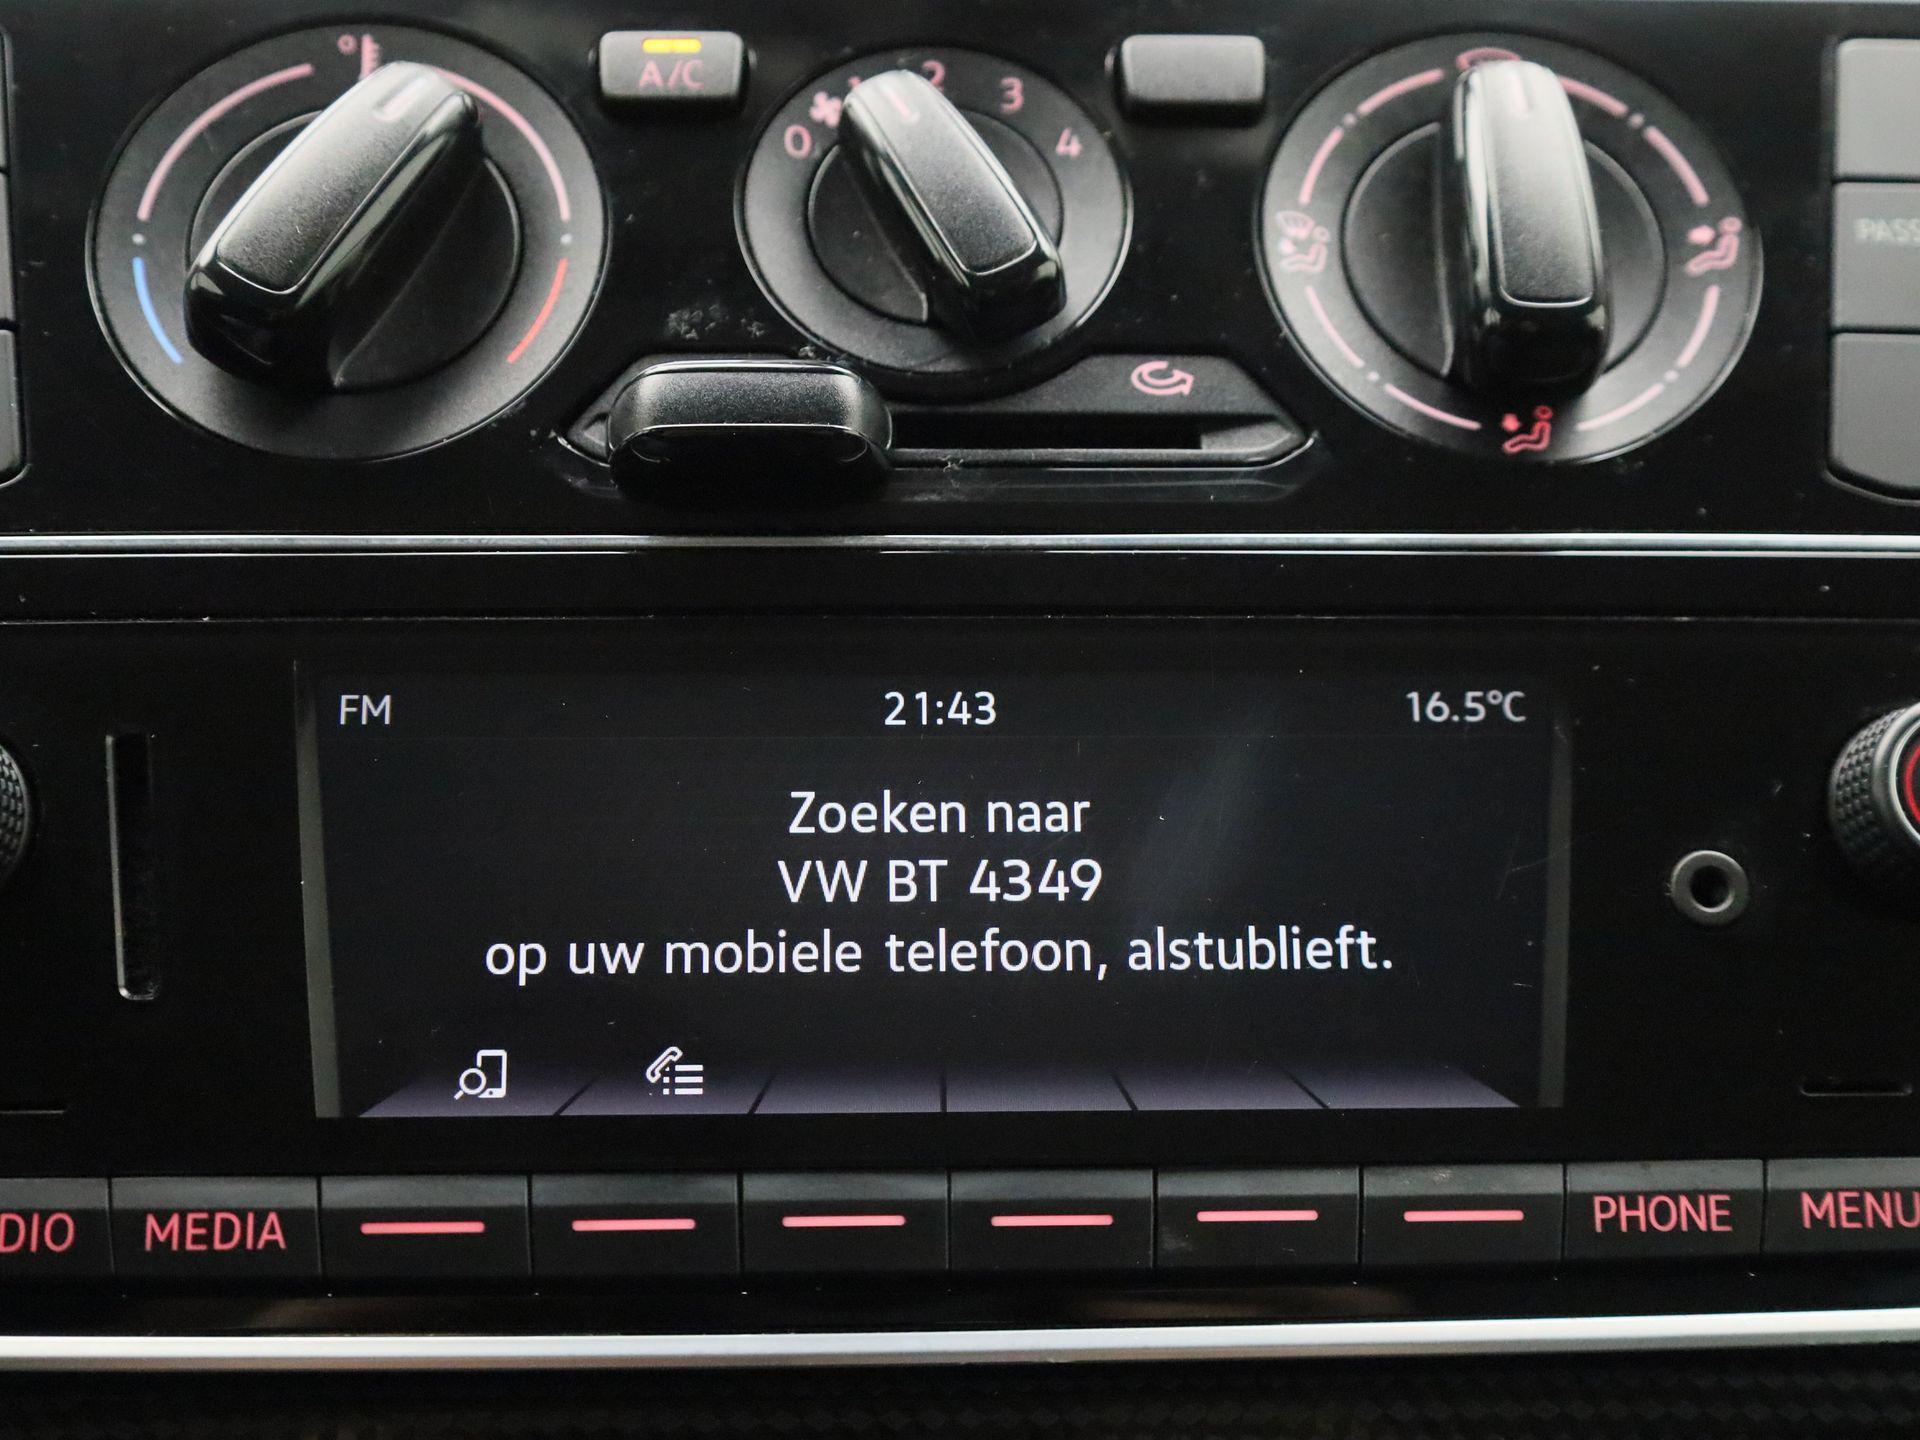 A/C
0 1 2 3 4
PASS
FM 21:43 16.5°C
Zoeken naar
VW BT 4349
op uw mobiele telefoon, alstublieft.
DIO MEDIA PHONE MENU